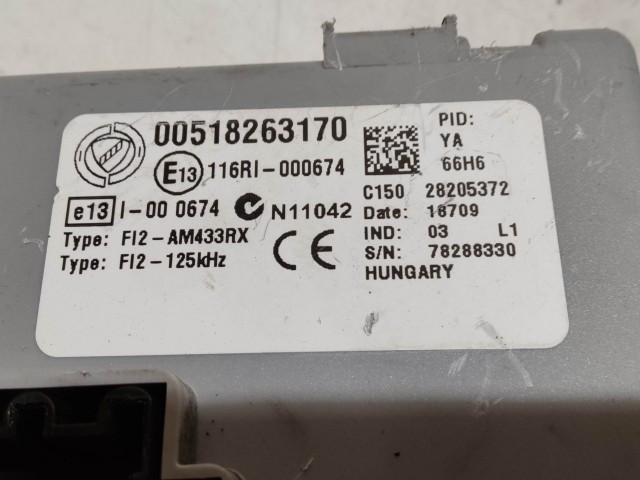 00518263170
E13 116RI-000674
e13 I-00 0674 N11042
Type: FI2-AM433RX
Type: FI2-125kHz
CE
PID:
YA
66H6
C150 28205372
Date: 18709
IND: 03 L1
S/N: 78288330
HUNGARY